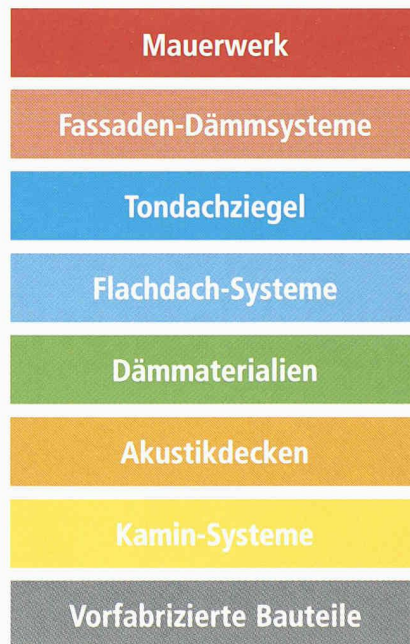 Mauerwerk
Fassaden-Dämmsysteme
Tondachziegel
Flachdach-Systeme
Dämmaterialien
Akustikdecken
Kamin-Systeme
Vorfabrizierte Bauteile